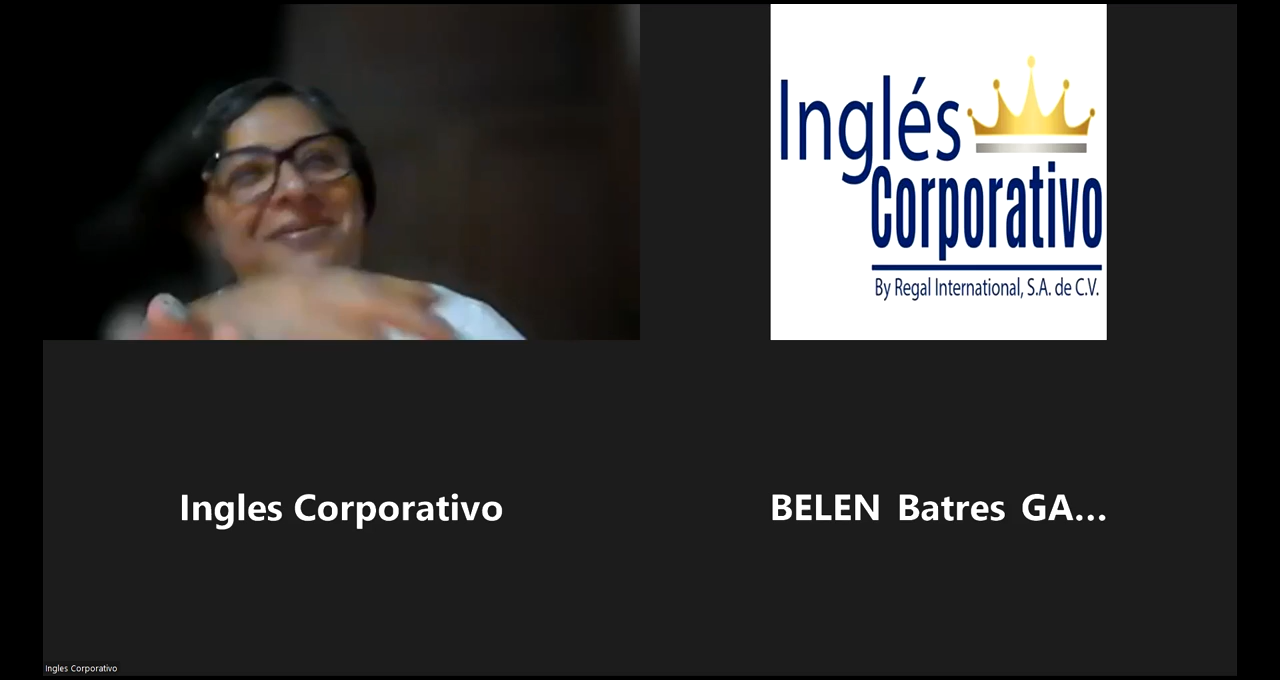 Inglés
Corporativo
By Regal International, S.A. de C.V.
Ingles Corporativo
BELEN Batres GA...
Ingles Corporativo